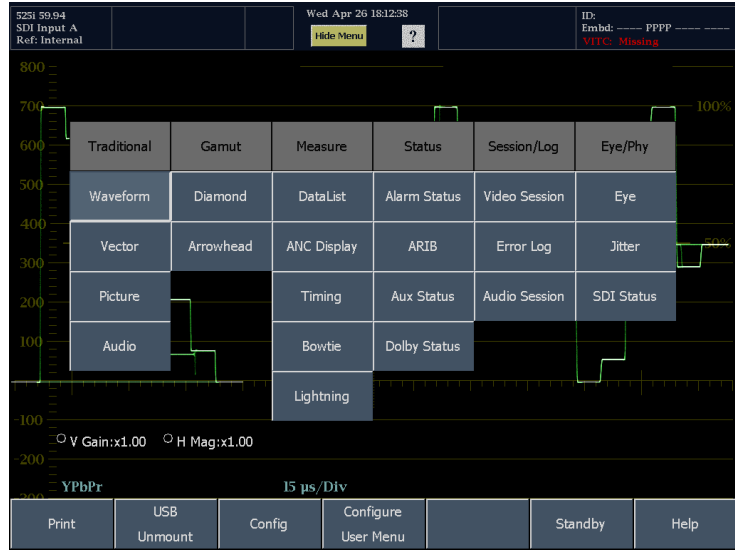 525i 59.94
SDI Input A
Ref: Internal
Wed Apr 26 18:12:38
Hide Menu
?
ID:
Embd: ---- PPPP ---- ----
VITC: Missing
800
700
100%
600
500
400
50%
300
200
100
-100
-200
Traditional Gamut Measure Status Session/Log Eye/Phy
Waveform Diamond DataList Alarm Status Video Session Eye
Vector Arrowhead ANC Display ARIB Error Log Jitter
Picture Timing Aux Status Audio Session SDI Status
Audio Bowtie Dolby Status
Lightning
V Gain:x1.00 H Mag:x1.00
YPbPr 15 µs/Div
Print
USB
Unmount
Config
Configure
User Menu
Standby
Help